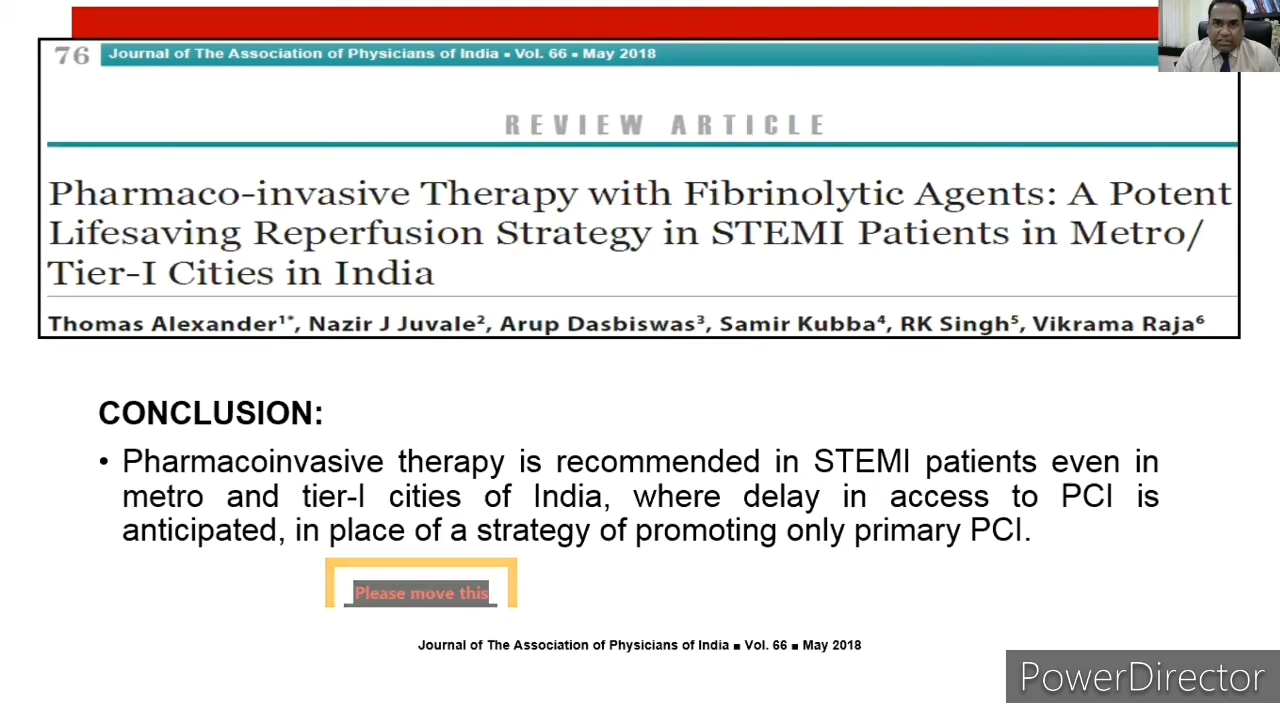 76 Journal of The Association of Physicians of India ▪ Vol. 66 ▪ May 2018
REVIEW ARTICLE
Pharmaco-invasive Therapy with Fibrinolytic Agents: A Potent
Lifesaving Reperfusion Strategy in STEMI Patients in Metro/
Tier-I Cities in India
Thomas Alexander¹*, Nazir J Juvale², Arup Dasbiswas³, Samir Kubba⁴, RK Singh⁵, Vikrama Raja⁶
CONCLUSION:
• Pharmacoinvasive therapy is recommended in STEMI patients even in
metro and tier-I cities of India, where delay in access to PCI is
anticipated, in place of a strategy of promoting only primary PCI.
Please move this
Journal of The Association of Physicians of India ■ Vol. 66 ■ May 2018
PowerDirector